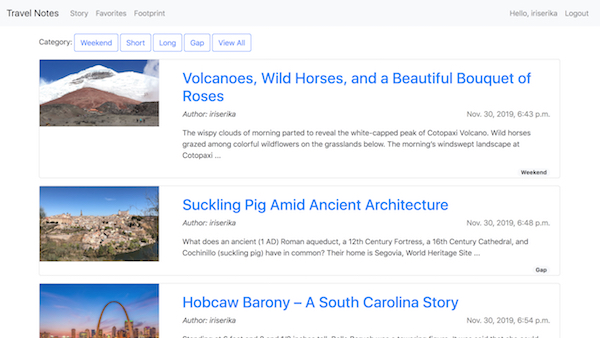 Travel Notes Story Favorites Footprint Hello, iriserika Logout
Category: Weekend Short Long Gap View All
Volcanoes, Wild Horses, and a Beautiful Bouquet of
Roses
Author: iriserika Nov. 30, 2019, 6:43 p.m.
The wispy clouds of morning parted to reveal the white-capped peak of Cotopaxi Volcano. Wild horses
grazed among colorful wildflowers on the grasslands below. The morning's windswept landscape at
Cotopaxi ...
Weekend
Suckling Pig Amid Ancient Architecture
Author: iriserika Nov. 30, 2019, 6:48 p.m.
What does an ancient (1 AD) Roman aqueduct, a 12th Century Fortress, a 16th Century Cathedral, and
Cochinillo (suckling pig) have in common? Their home is Segovia, World Heritage Site ...
Gap
Hobcaw Barony – A South Carolina Story
Author: iriserika Nov. 30, 2019, 6:54 p.m.